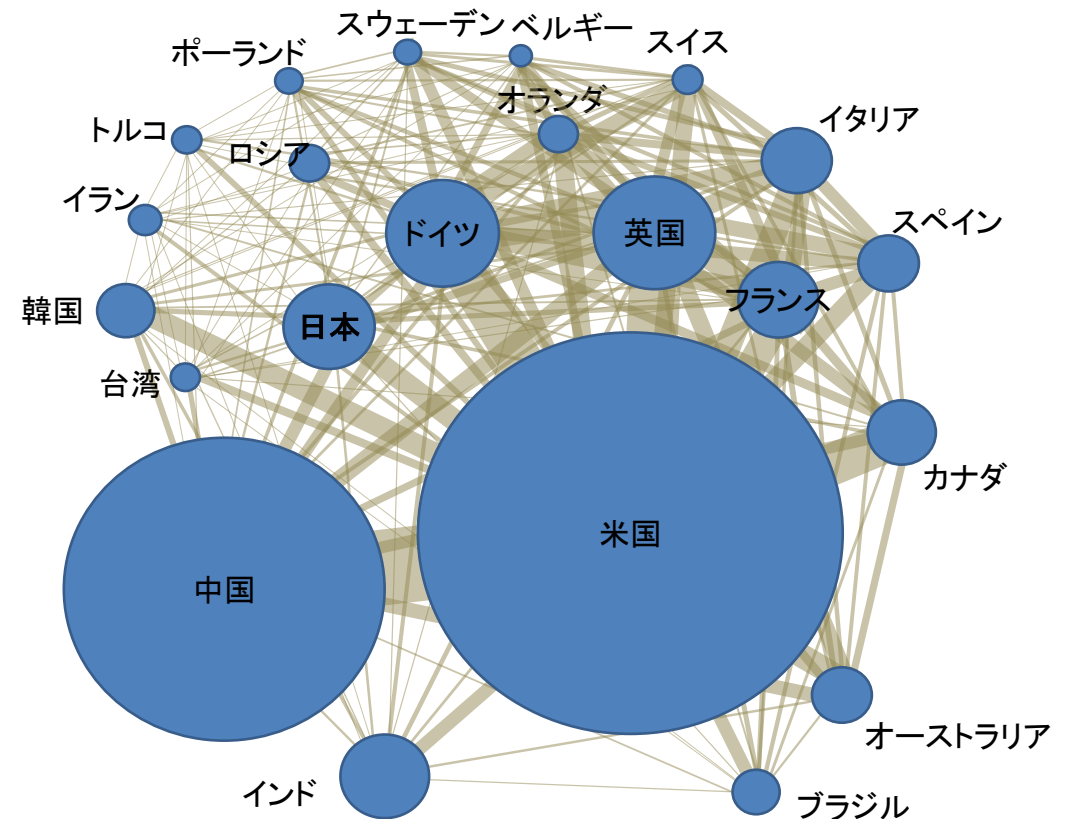 スウェーデン
ベルギー
スイス
ポーランド
オランダ
イタリア
トルコ
ロシア
イラン
スペイン
ドイツ
英国
韓国
日本
フランス
台湾
カナダ
米国
中国
オーストラリア
インド
ブラジル